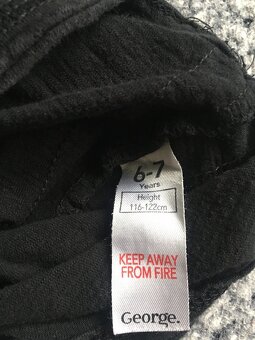 6-7
Years
Height
116-122cm
KEEP AWAY
FROM FIRE
George.